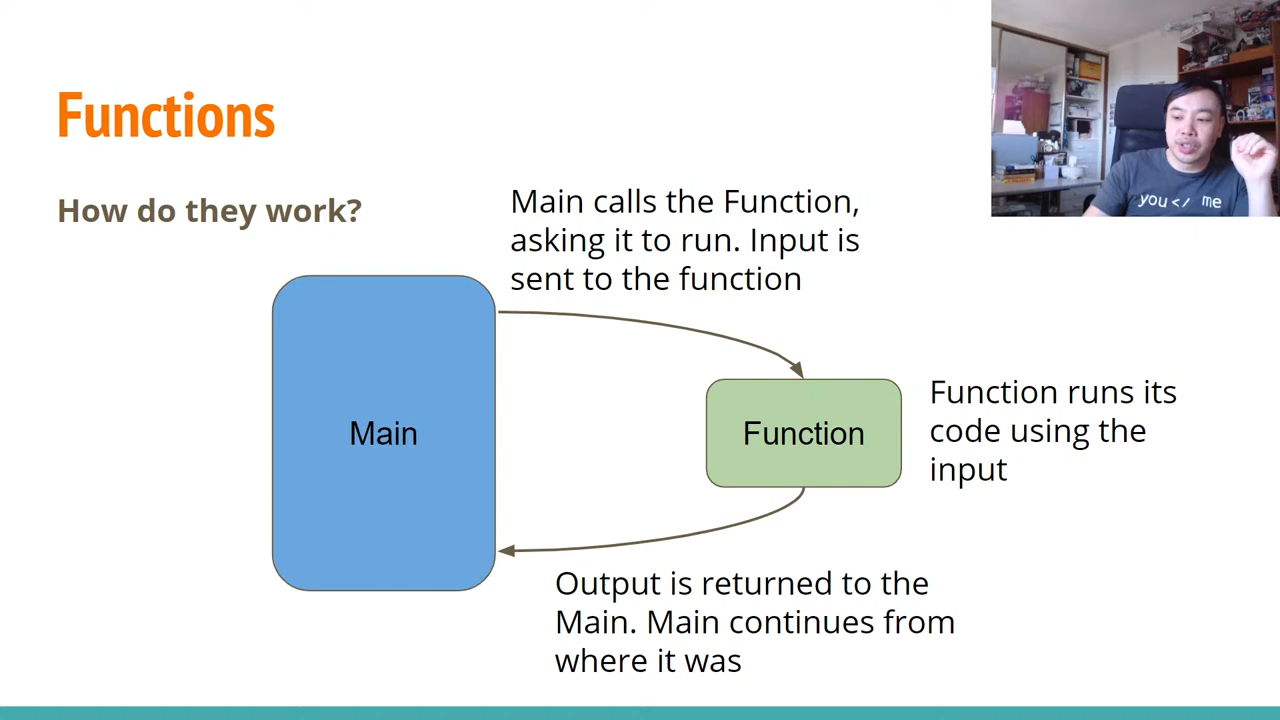 Functions
How do they work?
Main calls the Function,
asking it to run. Input is
sent to the function
Main
Function
Function runs its
code using the
input
Output is returned to the
Main. Main continues from
where it was
you </ me